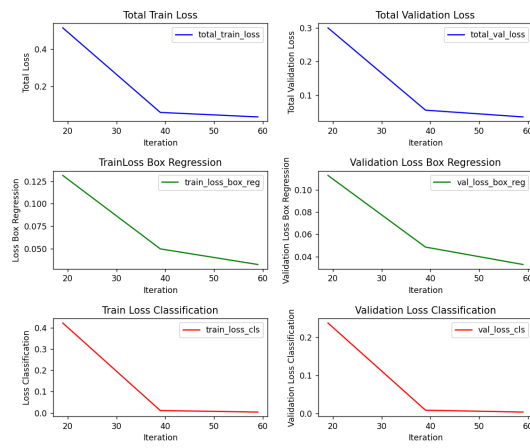 Total Train Loss
Total Loss
0.4
0.2
total_train_loss
20 30 40 50 60
Iteration
Total Validation Loss
Total Validation Loss
0.3
0.2
0.1
total_val_loss
20 30 40 50 60
Iteration
TrainLoss Box Regression
Loss Box Regression
0.125
0.100
0.075
0.050
train_loss_box_reg
20 30 40 50 60
Iteration
Validation Loss Box Regression
Validation Loss Box Regression
0.10
0.08
0.06
0.04
val_loss_box_reg
20 30 40 50 60
Iteration
Train Loss Classification
Loss Classification
0.4
0.3
0.2
0.1
0.0
train_loss_cls
20 30 40 50 60
Iteration
Validation Loss Classification
Validation Loss Classification
0.2
0.1
0.0
val_loss_cls
20 30 40 50 60
Iteration